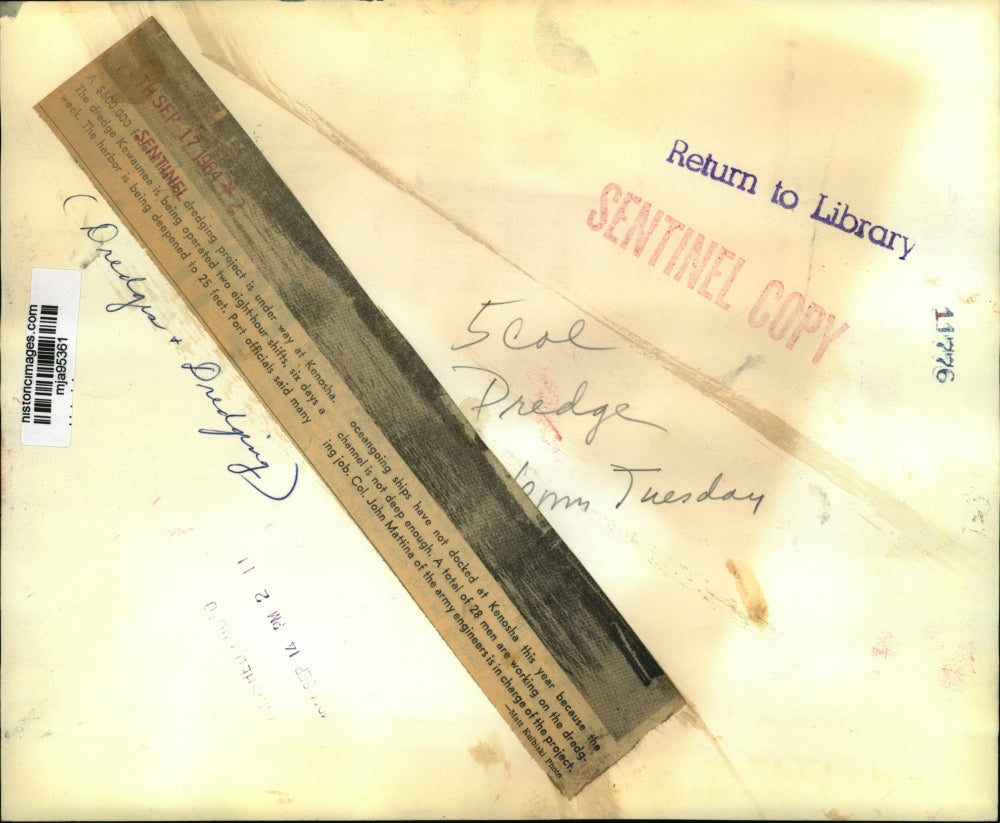 Return to Library
SENTINEL COPY
11776
5 col
Dredge
Tuesday
TH SEP 17 1964 ★ 2
SENTINEL
A $600,000 dredging project is under way at Kenosha.
The dredge Kewaunee is being operated two eight-hour shifts, six days a
week. The harbor is being deepened to 25 feet. Port officials said many
oceangoing ships have not docked at Kenosha this year because the
channel is not deep enough. A total of 28 men are working on the dredg-
ing job. Col. John Mattina of the army engineers is in charge of the project.
—Matt Kulbiski Photo
(Dredges + Dredging)
historicimages.com
mja95361
SEP 14 PM 2 11